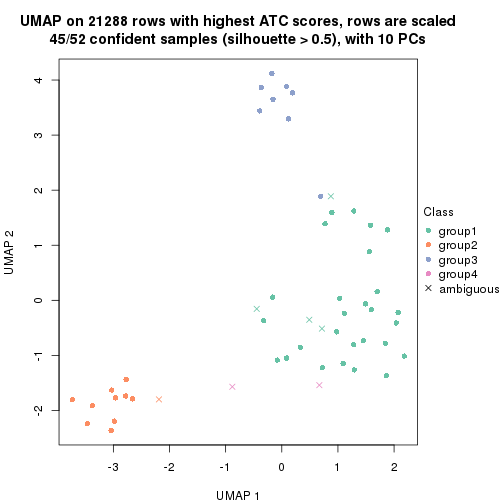 UMAP on 21288 rows with highest ATC scores, rows are scaled
45/52 confident samples (silhouette > 0.5), with 10 PCs
4
3
2
1
0
-1
-2
UMAP 2
-3
-2
-1
0
1
2
UMAP 1
Class
group1
group2
group3
group4
ambiguous